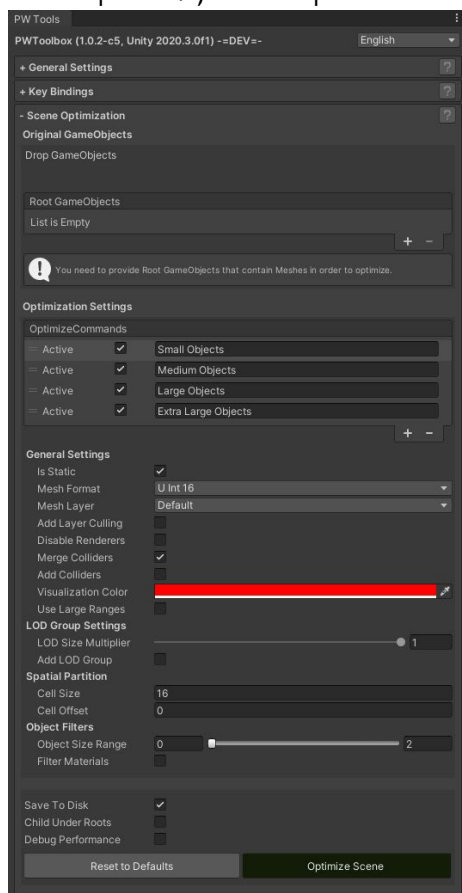 PW Tools
PWToolbox (1.0.2-c5, Unity 2020.3.0f1) -=DEV=- English
+ General Settings ?
+ Key Bindings ?
- Scene Optimization ?
Original GameObjects
Drop GameObjects
Root GameObjects
List is Empty
+ -
You need to provide Root GameObjects that contain Meshes in order to optimize.
Optimization Settings
OptimizeCommands
= Active Small Objects
= Active Medium Objects
= Active Large Objects
= Active Extra Large Objects
+ -
General Settings
Is Static
Mesh Format U Int 16
Mesh Layer Default
Add Layer Culling
Disable Renderers
Merge Colliders
Add Colliders
Visualization Color
Use Large Ranges
LOD Group Settings
LOD Size Multiplier 1
Add LOD Group
Spatial Partition
Cell Size 16
Cell Offset 0
Object Filters
Object Size Range 0 2
Filter Materials
Save To Disk
Child Under Roots
Debug Performance
Reset to Defaults Optimize Scene